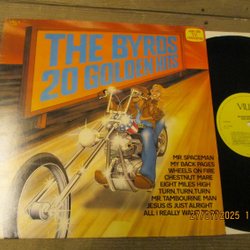 THE BYRDS
20 GOLDEN HITS
MR SPACEMAN
MY BACK PAGES
WHEELS ON FIRE
CHESTNUT MARE
EIGHT MILES HIGH
TURN, TURN, TURN
MR TAMBOURINE MAN
JESUS IS JUST ALRIGHT
ALL I REALLY WANT
27/07/2025